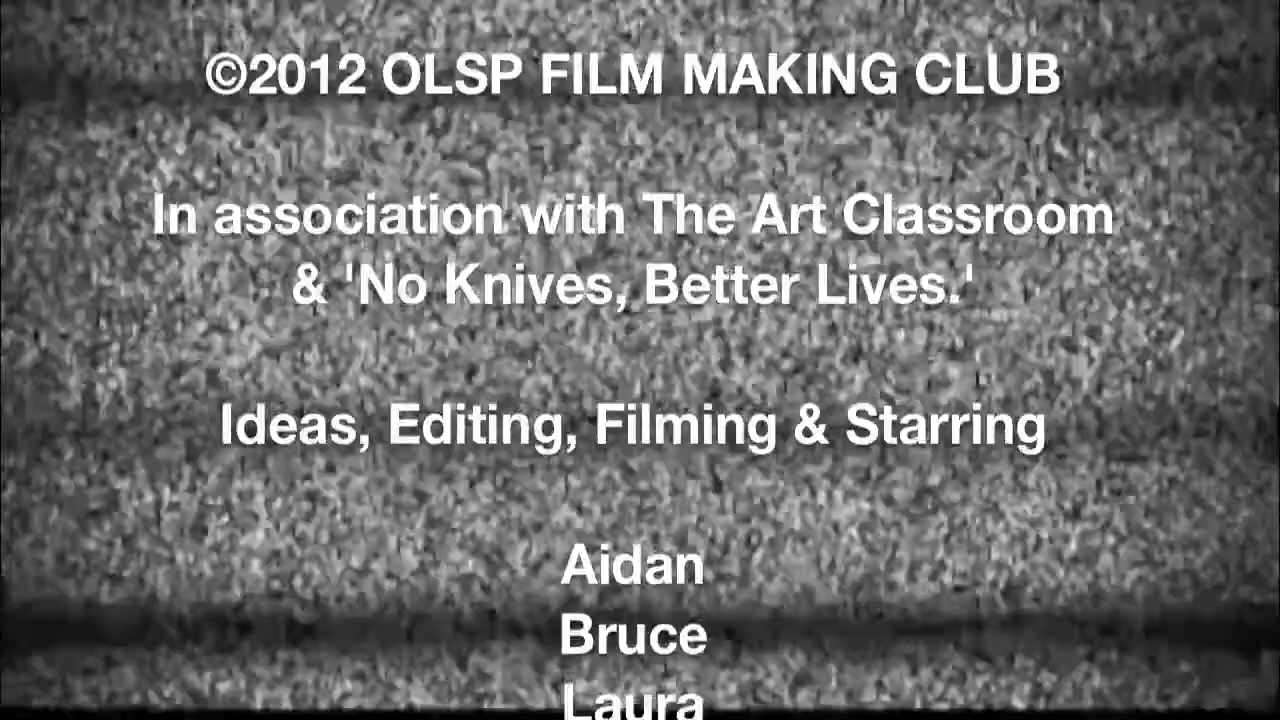 ©2012 OLSP FILM MAKING CLUB
In association with The Art Classroom
& 'No Knives, Better Lives.'
Ideas, Editing, Filming & Starring
Aidan
Bruce
Laura